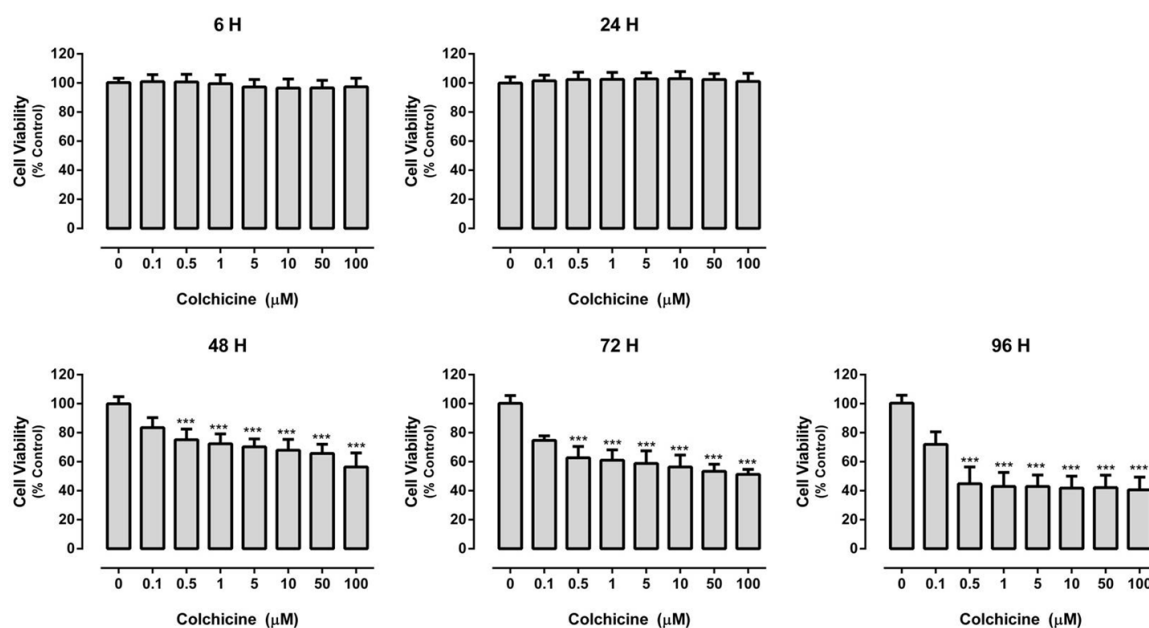 6 H
120
100
80
60
40
20
0
Cell Viability
(% Control)
0 0.1 0.5 1 5 10 50 100
Colchicine (μM)
24 H
120
100
80
60
40
20
0
Cell Viability
(% Control)
0 0.1 0.5 1 5 10 50 100
Colchicine (μM)
48 H
120
100
80
60
40
20
0
Cell Viability
(% Control)
*** *** *** *** *** ***
0 0.1 0.5 1 5 10 50 100
Colchicine (μM)
72 H
120
100
80
60
40
20
0
Cell Viability
(% Control)
*** *** *** *** *** ***
0 0.1 0.5 1 5 10 50 100
Colchicine (μM)
96 H
120
100
80
60
40
20
0
Cell Viability
(% Control)
*** *** *** *** *** ***
0 0.1 0.5 1 5 10 50 100
Colchicine (μM)